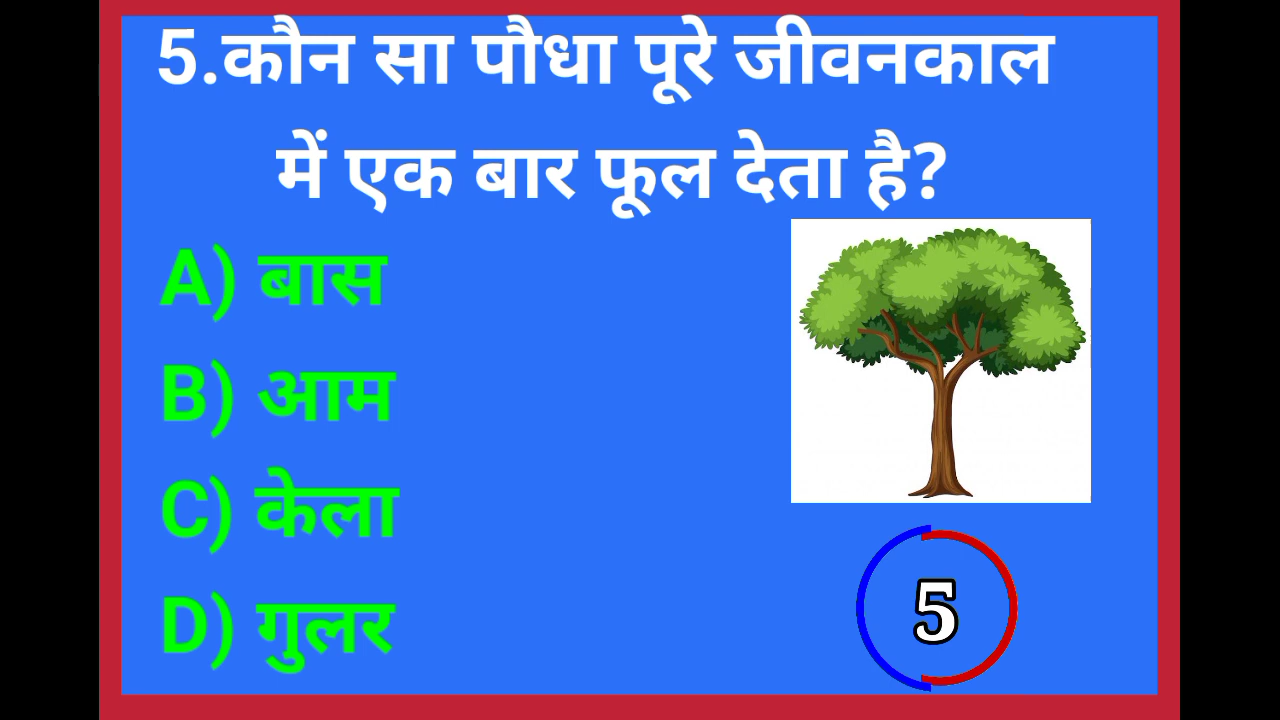 5.कौन सा पौधा पूरे जीवनकाल
में एक बार फूल देता है?
A) बास
B) आम
C) केला
D) गुलर
5